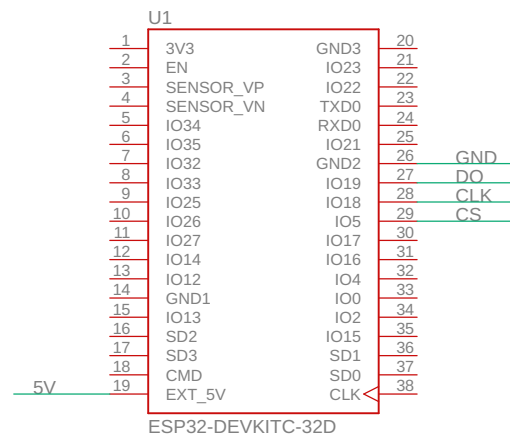 U1
1 3V3 GND3 20
2 EN IO23 21
3 SENSOR_VP IO22 22
4 SENSOR_VN TXD0 23
5 IO34 RXD0 24
6 IO35 IO21 25
7 IO32 GND2 26 GND
8 IO33 IO19 27 DO
9 IO25 IO18 28 CLK
10 IO26 IO5 29 CS
11 IO27 IO17 30
12 IO14 IO16 31
13 IO12 IO4 32
14 GND1 IO0 33
15 IO13 IO2 34
16 SD2 IO15 35
17 SD3 SD1 36
18 CMD SD0 37
5V 19 EXT_5V CLK 38
ESP32-DEVKITC-32D